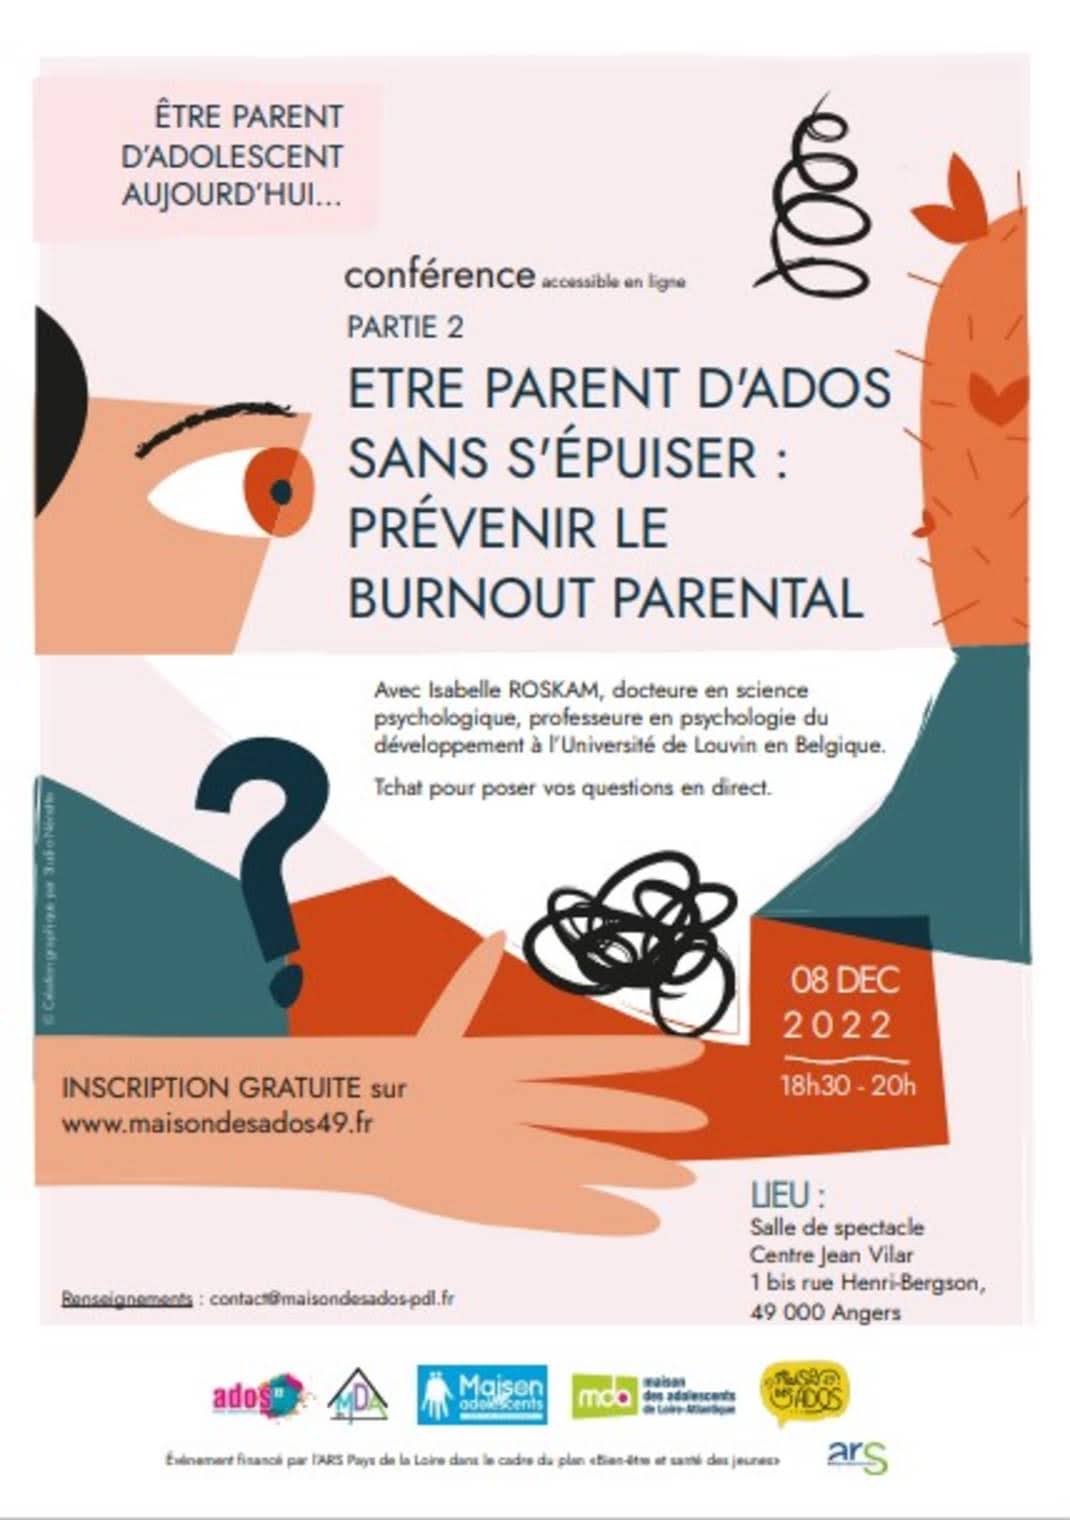 ÊTRE PARENT
D'ADOLESCENT
AUJOURD'HUI...
conférence accessible en ligne
PARTIE 2
ETRE PARENT D'ADOS
SANS S'ÉPUISER :
PRÉVENIR LE
BURNOUT PARENTAL
Avec Isabelle ROSKAM, docteure en science
psychologique, professeure en psychologie du
développement à l'Université de Louvin en Belgique.
Tchat pour poser vos questions en direct.
© Création graphique par
08 DEC
2022
18h30 - 20h
INSCRIPTION GRATUITE sur
www.maisondesados49.fr
LIEU :
Salle de spectacle
Centre Jean Vilar
1 bis rue Henri-Bergson,
49 000 Angers
Renseignements : contact@maisondesados-pdl.fr
ados
MDA
Maison
adolescents
mda
maison
des adolescents
de Loire-Atlantique
DES ADOS
Évènement financé par l'ARS Pays de la Loire dans le cadre du plan «Bien-être et santé des jeunes»
ars